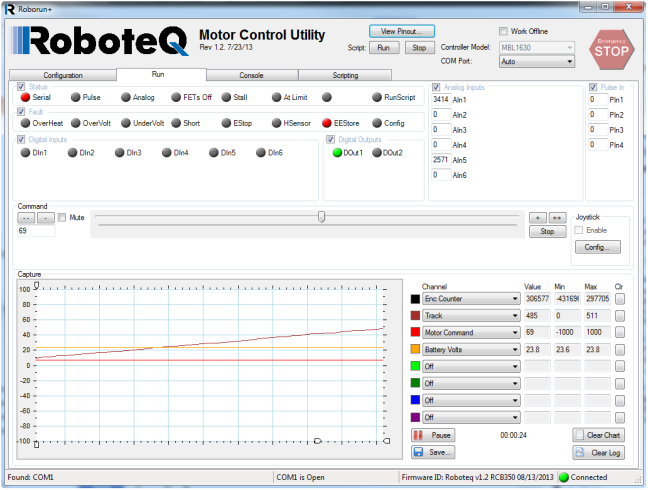 Roborun+
RoboteQ
Motor Control Utility
Rev 1.2. 7/23/13
View Pinout...
Script: Run Stop
Work Offline
Controller Model: MBL1630
COM Port: Auto
Emergency
STOP
Configuration Run Console Scripting
Status
Serial Pulse Analog FETs Off Stall At Limit RunScript
Fault
OverHeat OverVolt UnderVolt Short EStop HSensor EEStore Config
Digital Inputs
DIn1 DIn2 DIn3 DIn4 DIn5 DIn6
Digital Outputs
DOut1 DOut2
Analog Inputs
3414 AIn1
0 AIn2
0 AIn3
0 AIn4
2571 AIn5
0 AIn6
Pulse In
0 PIn1
0 PIn2
0 PIn3
0 PIn4
Command
-- - Mute + ++
69
Stop
Joystick
Enable
Config...
Capture
100
80
60
40
20
0
-20
-40
-60
-80
-100
Channel Value Min Max Clr
Enc Counter 306577 -431696 297705
Track 485 0 511
Motor Command 69 -1000 1000
Battery Volts 23.8 23.6 23.8
Off
Off
Off
Off
Pause 00:00:24 Clear Chart
Save... Clear Log
Found: COM1 COM1 is Open Firmware ID: Roboteq v1.2 RCB350 08/13/2013 Connected